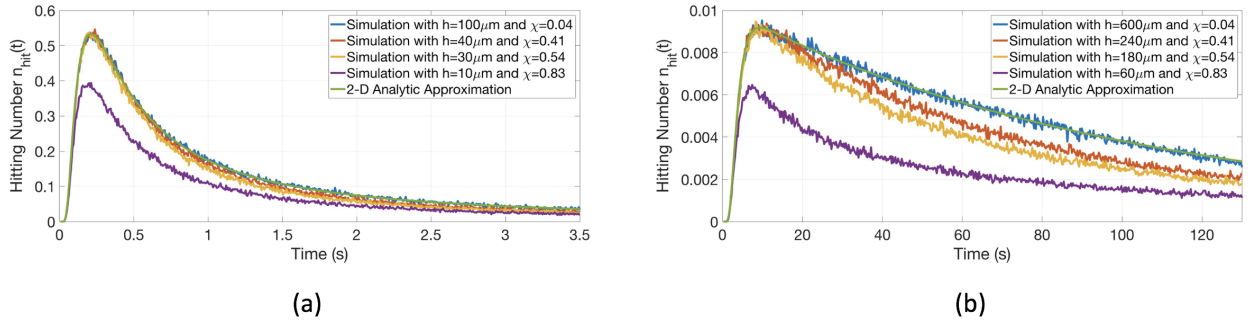 0.6
0.5
0.4
0.3
0.2
0.1
0
Hitting Number n_hit(t)
Simulation with h=100μm and χ=0.04
Simulation with h=40μm and χ=0.41
Simulation with h=30μm and χ=0.54
Simulation with h=10μm and χ=0.83
2-D Analytic Approximation
0 0.5 1 1.5 2 2.5 3 3.5
Time (s)
(a)
0.01
0.008
0.006
0.004
0.002
0
Hitting Number n_hit(t)
Simulation with h=600μm and χ=0.04
Simulation with h=240μm and χ=0.41
Simulation with h=180μm and χ=0.54
Simulation with h=60μm and χ=0.83
2-D Analytic Approximation
0 20 40 60 80 100 120
Time (s)
(b)